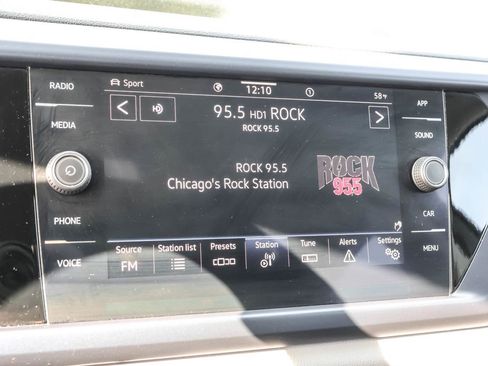 RADIO
MEDIA
PHONE
VOICE
Sport
12:10
1
58°F
95.5 HD1 ROCK
ROCK 95.5
ROCK 95.5
Chicago's Rock Station
ROCK
95.5
Source
FM
Station list
Presets
Station
Tune
Alerts
Settings
APP
SOUND
CAR
MENU